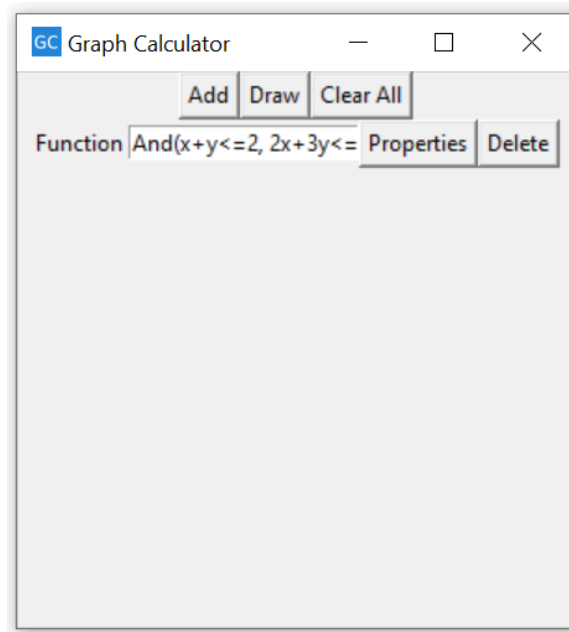 GC Graph Calculator
Add Draw Clear All
Function And(x+y<=2, 2x+3y<= Properties Delete